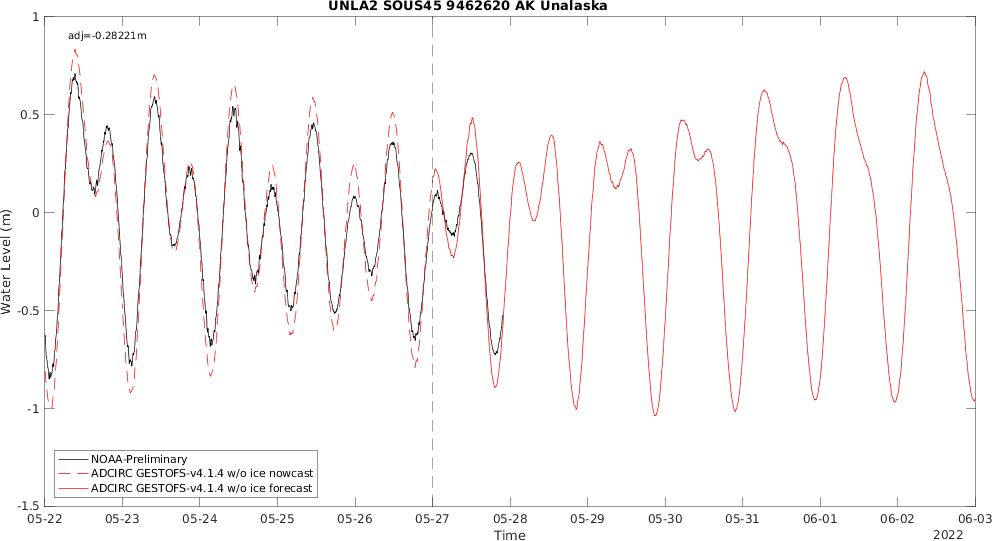 UNLA2 SOUS45 9462620 AK Unalaska
adj=-0.28221m
1
0.5
0
-0.5
-1
-1.5
Water Level (m)
NOAA-Preliminary
ADCIRC GESTOFS-v4.1.4 w/o ice nowcast
ADCIRC GESTOFS-v4.1.4 w/o ice forecast
05-22 05-23 05-24 05-25 05-26 05-27 05-28 05-29 05-30 05-31 06-01 06-02 06-03
Time
2022